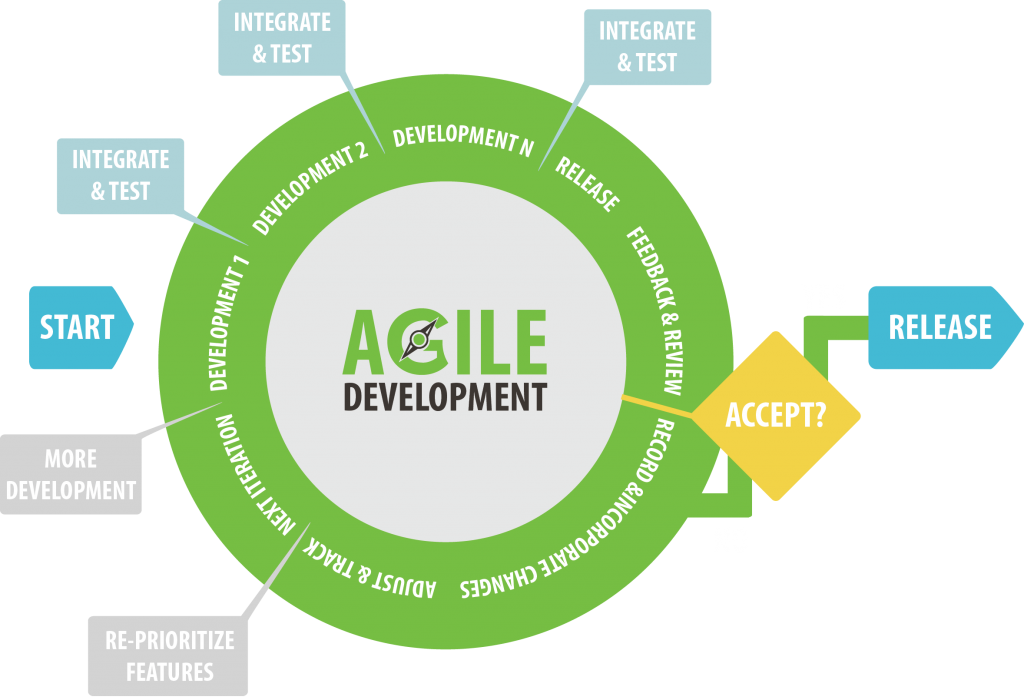 INTEGRATE
& TEST
INTEGRATE
& TEST
INTEGRATE
& TEST
START
DEVELOPMENT 1
DEVELOPMENT 2
DEVELOPMENT N
RELEASE
FEEDBACK & REVIEW
ACCEPT?
RELEASE
RECORD &INCORPORATE CHANGES
ADJUST & TRACK
NEXT ITERATION
AGILE
DEVELOPMENT
MORE
DEVELOPMENT
RE-PRIORITIZE
FEATURES